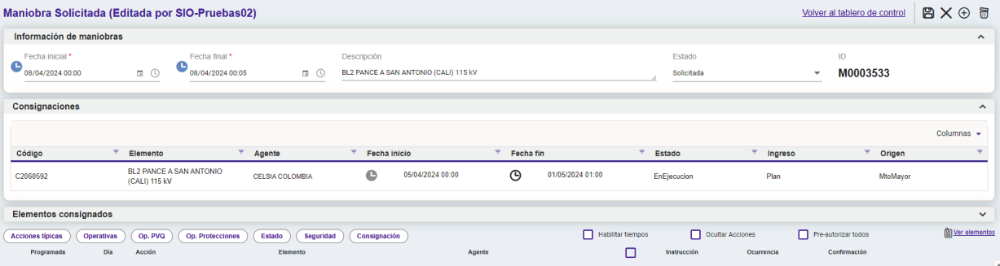 Maniobra Solicitada (Editada por SIO-Pruebas02) Volver al tablero de control
Información de maniobras
Fecha inicial * Fecha final * Descripción Estado ID
08/04/2024 00:00 08/04/2024 00:05 BL2 PANCE A SAN ANTONIO (CALI) 115 kV Solicitada M0003533
Consignaciones
Columnas
Código Elemento Agente Fecha inicio Fecha fin Estado Ingreso Origen
C2060592 BL2 PANCE A SAN ANTONIO (CALI) 115 kV CELSIA COLOMBIA 05/04/2024 00:00 01/05/2024 01:00 EnEjecucion Plan MtoMayor
Elementos consignados
Acciones típicas Operativas Op. PVQ Op. Protecciones Estado Seguridad Consignación Habilitar tiempos Ocultar Acciones Pre-autorizar todos Ver elementos
Programada Día Acción Elemento Agente Instrucción Ocurrencia Confirmación